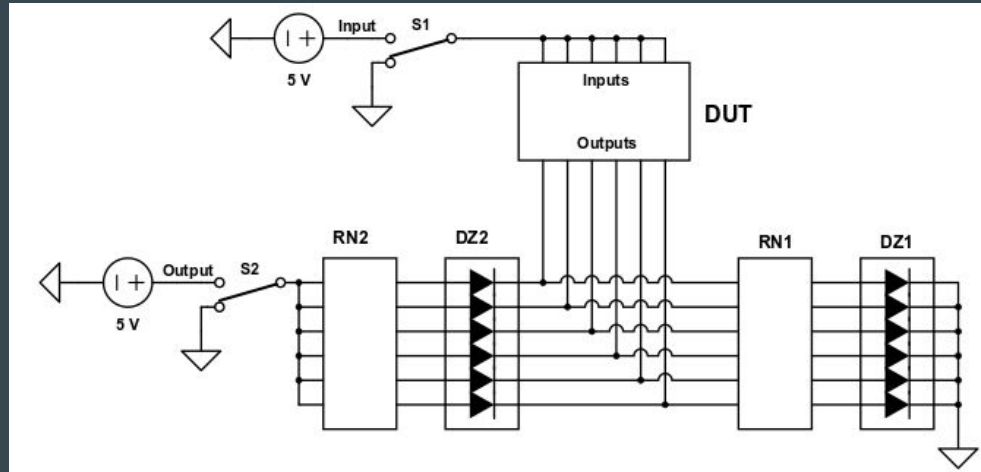 Input
S1
5 V
Inputs
DUT
Outputs
RN2
DZ2
RN1
DZ1
Output
S2
5 V